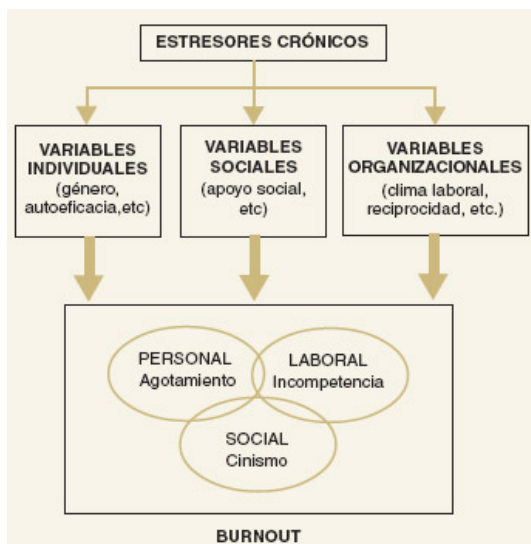 ESTRESORES CRÓNICOS
VARIABLES
INDIVIDUALES
(género,
autoeficacia,etc)
VARIABLES
SOCIALES
(apoyo social,
etc)
VARIABLES
ORGANIZACIONALES
(clima laboral,
reciprocidad, etc.)
PERSONAL
Agotamiento
LABORAL
Incompetencia
SOCIAL
Cinismo
BURNOUT